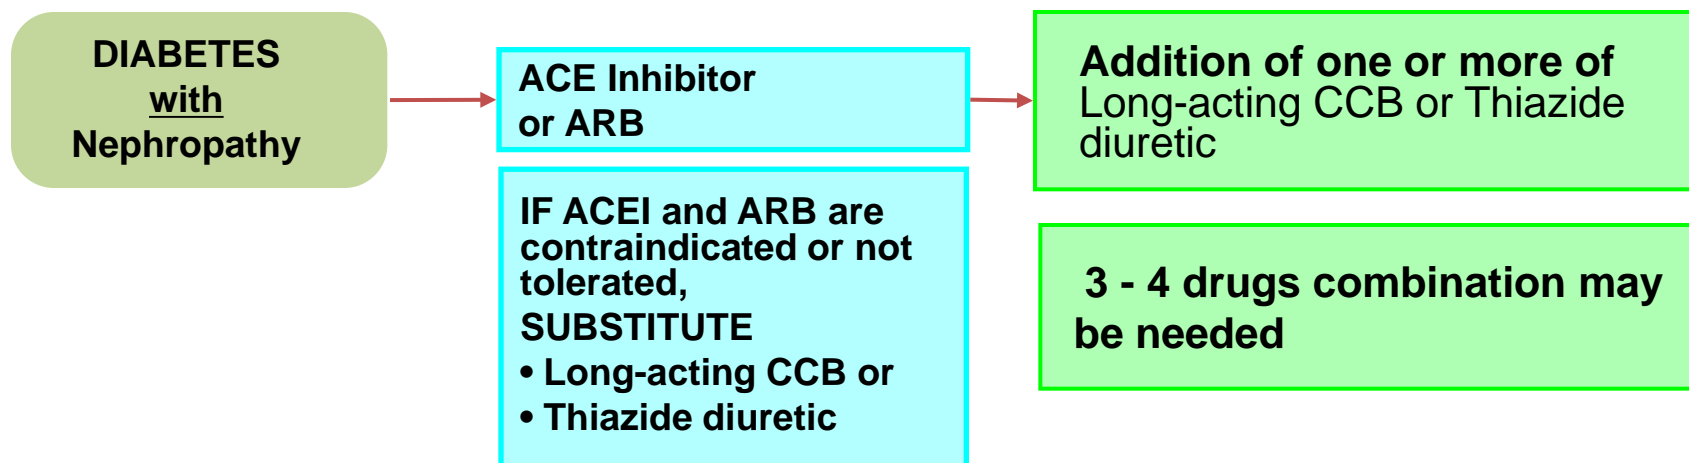 DIABETES
with
Nephropathy
ACE Inhibitor
or ARB
IF ACEI and ARB are
contraindicated or not
tolerated,
SUBSTITUTE
• Long-acting CCB or
• Thiazide diuretic
Addition of one or more of
Long-acting CCB or Thiazide
diuretic
3 - 4 drugs combination may
be needed